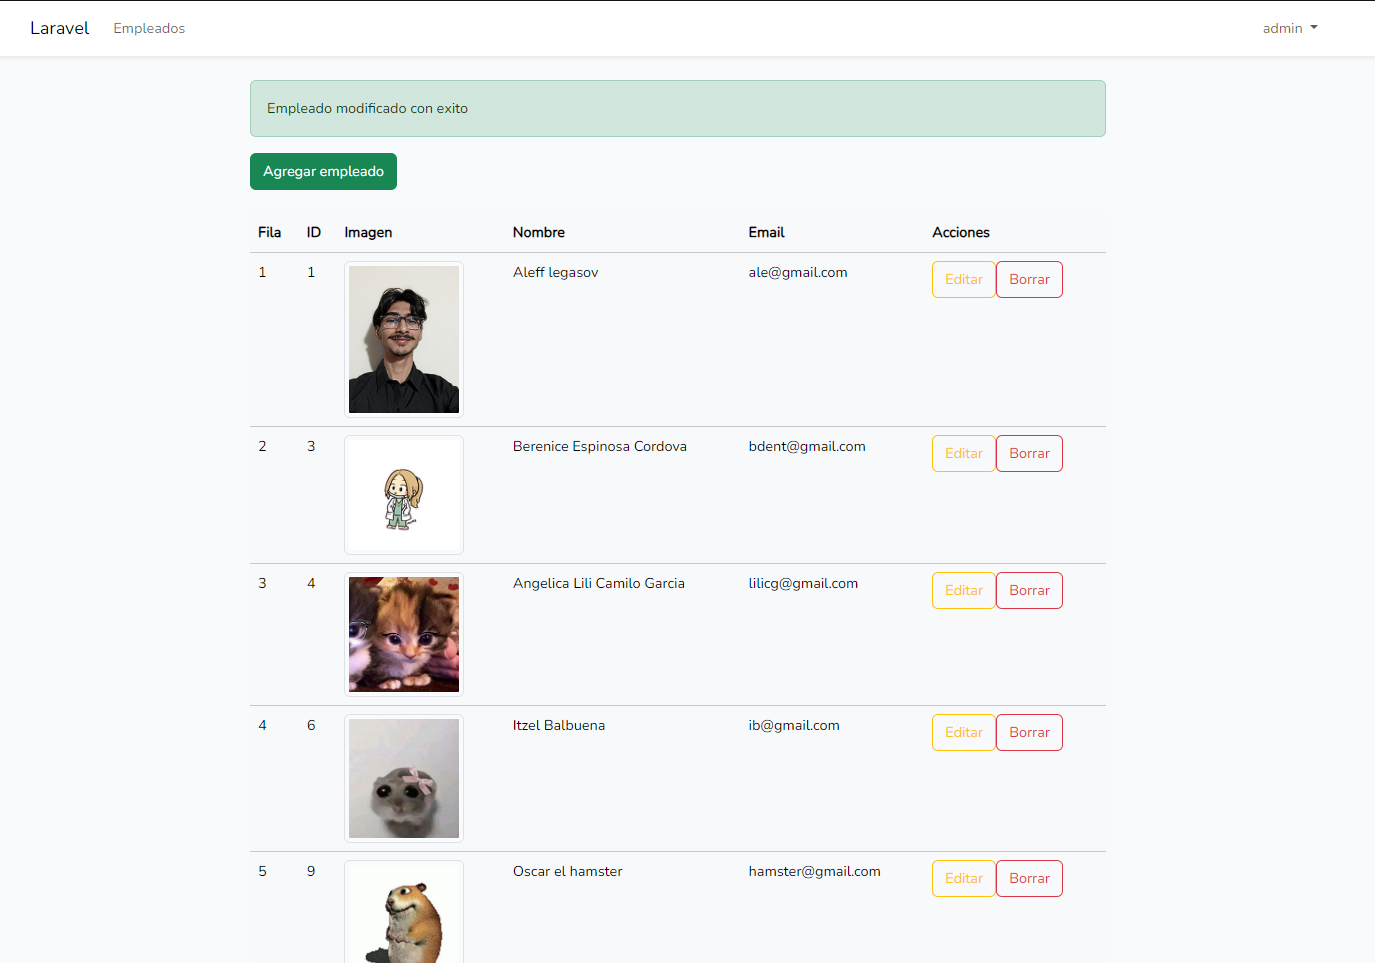 Laravel Empleados admin
Empleado modificado con exito
Agregar empleado
Fila ID Imagen Nombre Email Acciones
1 1 Aleff legasov ale@gmail.com Editar Borrar
2 3 Berenice Espinosa Cordova bdent@gmail.com Editar Borrar
3 4 Angelica Lili Camilo Garcia lilicg@gmail.com Editar Borrar
4 6 Itzel Balbuena ib@gmail.com Editar Borrar
5 9 Oscar el hamster hamster@gmail.com Editar Borrar